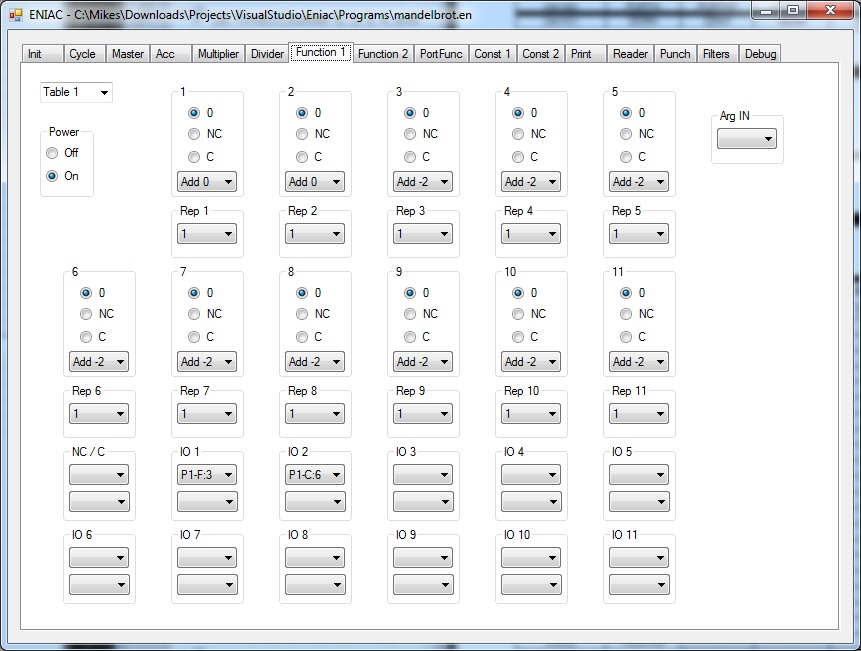 ENIAC - C:\Mikes\Downloads\Projects\VisualStudio\Eniac\Programs\mandelbrot.en
Init Cycle Master Acc Multiplier Divider Function 1 Function 2 PortFunc Const 1 Const 2 Print Reader Punch Filters Debug
Table 1 1 2 3 4 5
0 0 0 0 0 Arg IN
Power NC NC NC NC NC
Off C C C C C
On Add 0 Add 0 Add -2 Add -2 Add -2
Rep 1 Rep 2 Rep 3 Rep 4 Rep 5
1 1 1 1 1
6 7 8 9 10 11
0 0 0 0 0 0
NC NC NC NC NC NC
C C C C C C
Add -2 Add -2 Add -2 Add -2 Add -2 Add -2
Rep 6 Rep 7 Rep 8 Rep 9 Rep 10 Rep 11
1 1 1 1 1 1
NC / C IO 1 IO 2 IO 3 IO 4 IO 5
P1-F:3 P1-C:6
IO 6 IO 7 IO 8 IO 9 IO 10 IO 11